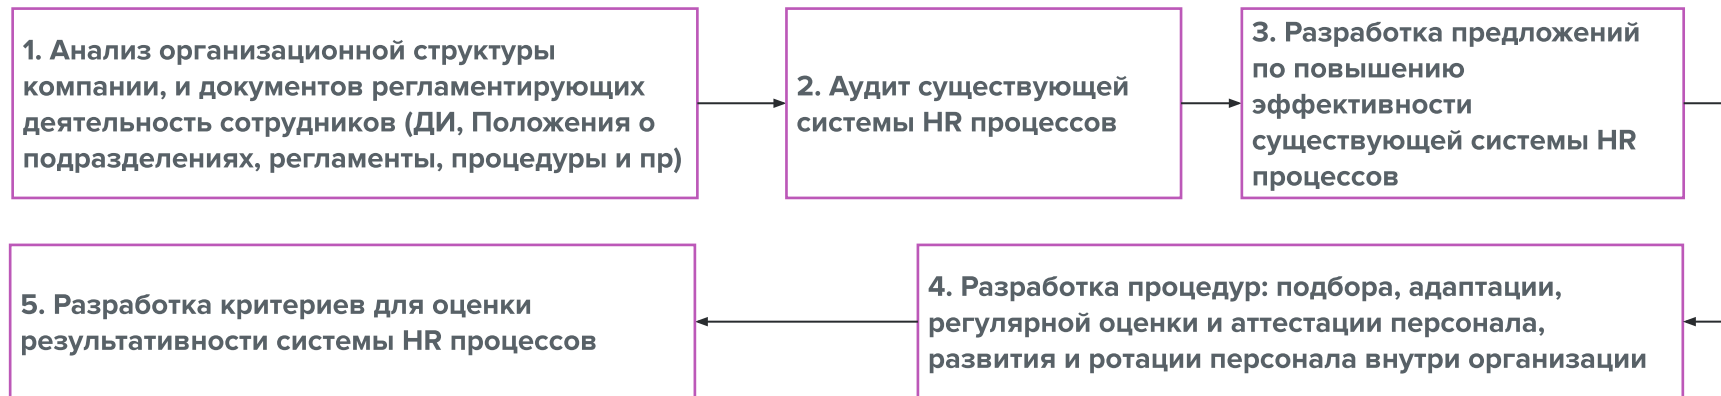 1. Анализ организационной структуры
компании, и документов регламентирующих
деятельность сотрудников (ДИ, Положения о
подразделениях, регламенты, процедуры и пр)
2. Аудит существующей
системы HR процессов
3. Разработка предложений
по повышению
эффективности
существующей системы HR
процессов
4. Разработка процедур: подбора, адаптации,
регулярной оценки и аттестации персонала,
развития и ротации персонала внутри организации
5. Разработка критериев для оценки
результативности системы HR процессов